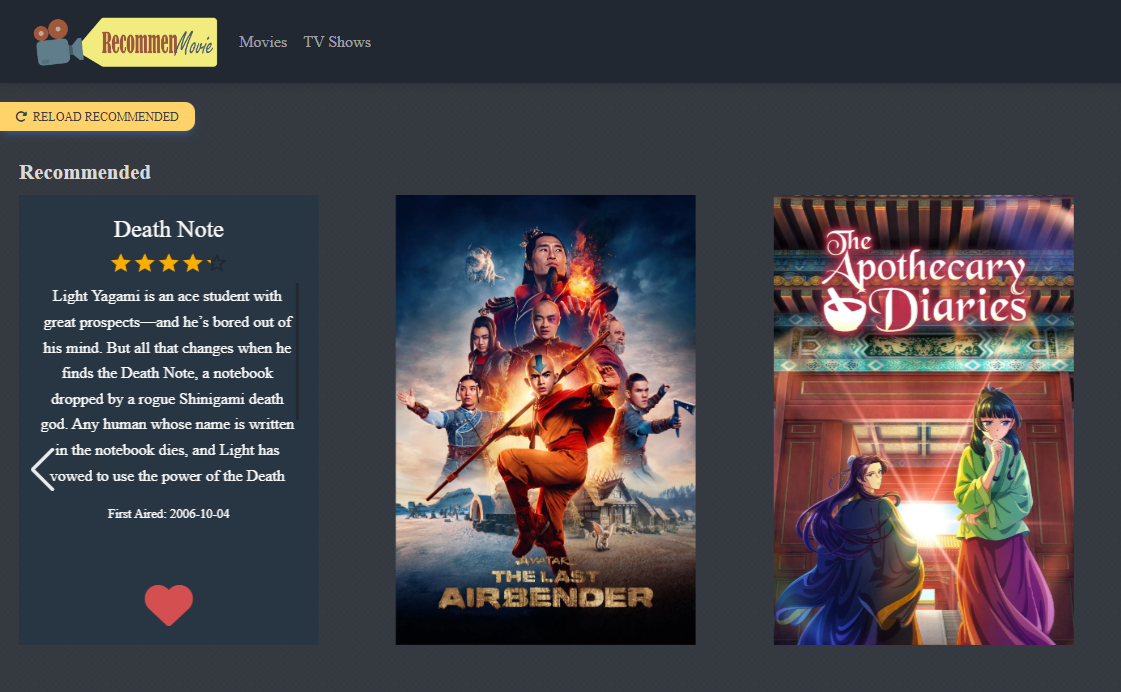 RecommenMovie
Movies
TV Shows
RELOAD RECOMMENDED
Recommended
Death Note
Light Yagami is an ace student with
great prospects—and he’s bored out of
his mind. But all that changes when he
finds the Death Note, a notebook
dropped by a rogue Shinigami death
god. Any human whose name is written
in the notebook dies, and Light has
vowed to use the power of the Death
First Aired: 2006-10-04
AVATAR
THE LAST
AIRBENDER
The
Apothecary
Diaries